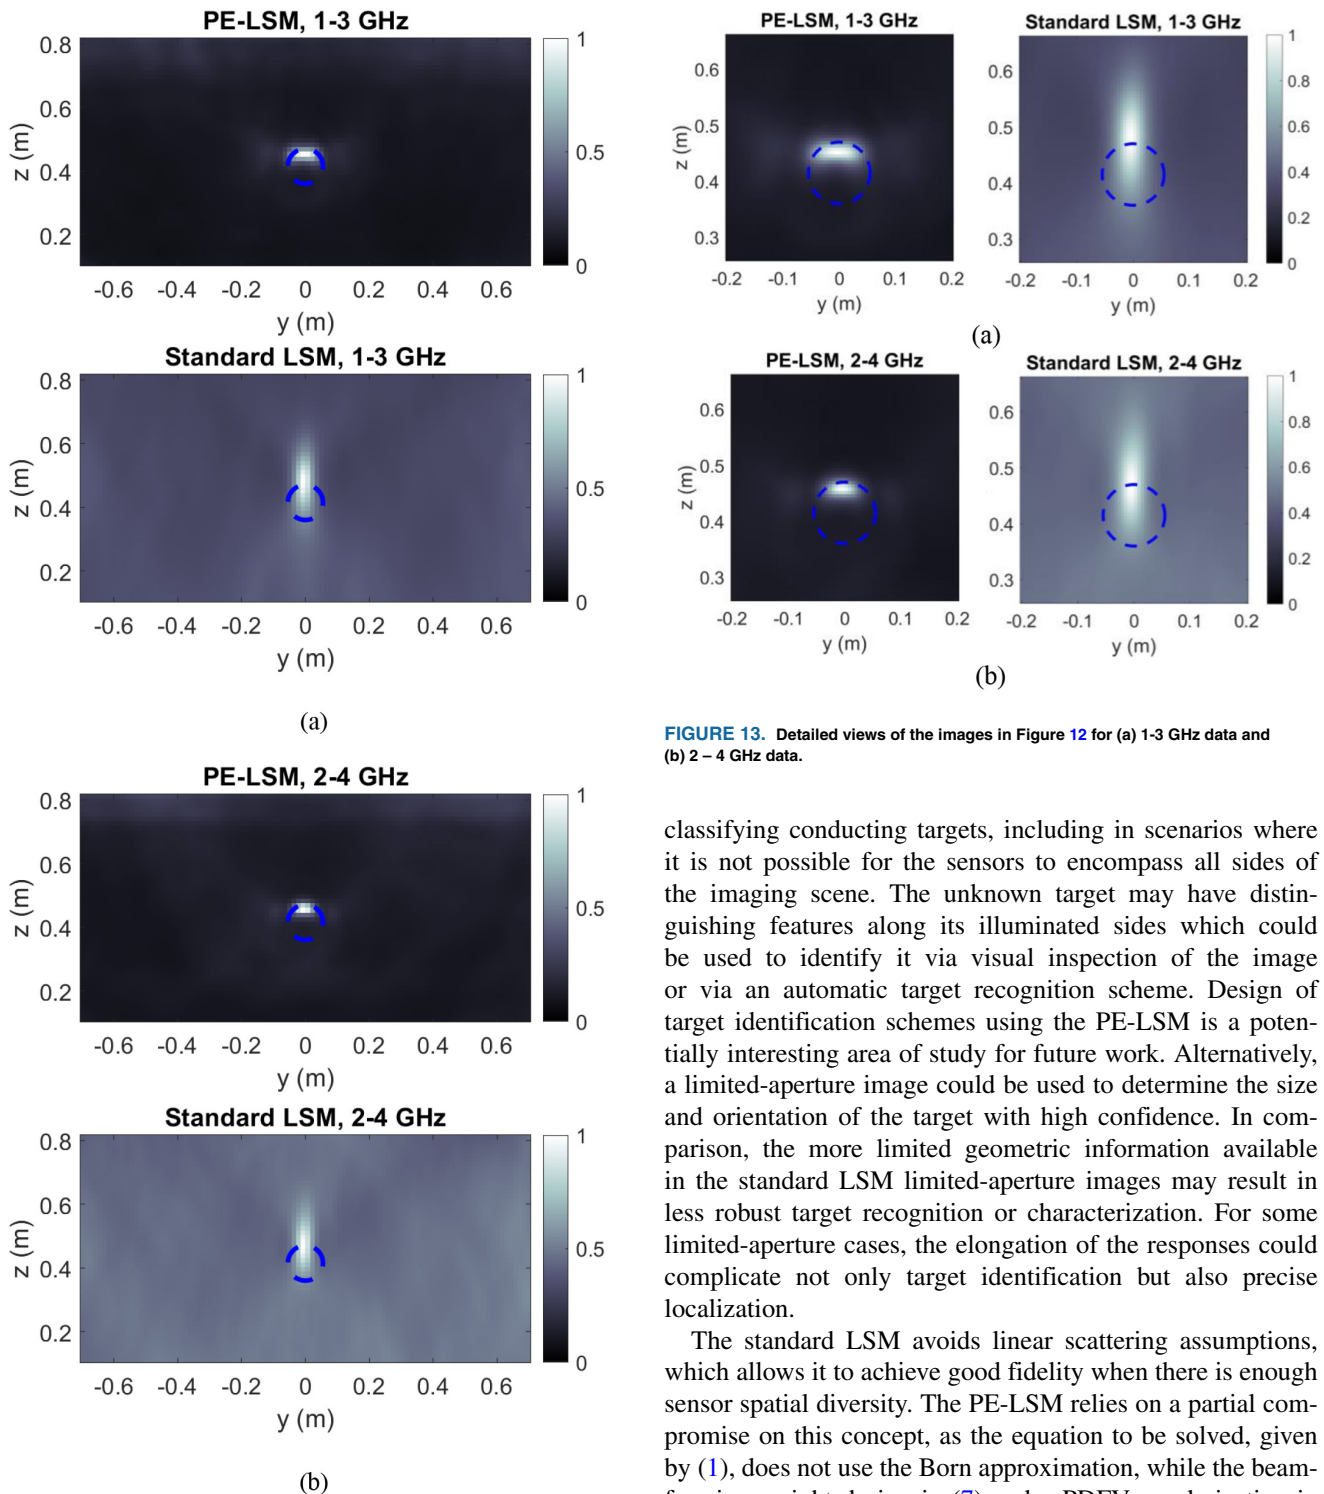 PE-LSM, 1-3 GHz
0.8
0.6
0.4
0.2
z (m)
1
0.5
0
-0.6 -0.4 -0.2 0 0.2 0.4 0.6
y (m)
Standard LSM, 1-3 GHz
0.8
0.6
0.4
0.2
z (m)
1
0.5
0
-0.6 -0.4 -0.2 0 0.2 0.4 0.6
y (m)
(a)
PE-LSM, 2-4 GHz
0.8
0.6
0.4
0.2
z (m)
1
0.5
0
-0.6 -0.4 -0.2 0 0.2 0.4 0.6
y (m)
Standard LSM, 2-4 GHz
0.8
0.6
0.4
0.2
z (m)
1
0.5
0
-0.6 -0.4 -0.2 0 0.2 0.4 0.6
y (m)
(b)
PE-LSM, 1-3 GHz
0.6
0.5
0.4
0.3
z (m)
-0.2 -0.1 0 0.1 0.2
y (m)
Standard LSM, 1-3 GHz
0.6
0.5
0.4
0.3
1
0.8
0.6
0.4
0.2
0
-0.2 -0.1 0 0.1 0.2
y (m)
(a)
PE-LSM, 2-4 GHz
0.6
0.5
0.4
0.3
z (m)
-0.2 -0.1 0 0.1 0.2
y (m)
Standard LSM, 2-4 GHz
0.6
0.5
0.4
0.3
1
0.8
0.6
0.4
0.2
0
-0.2 -0.1 0 0.1 0.2
y (m)
(b)
FIGURE 13. Detailed views of the images in Figure 12 for (a) 1-3 GHz data and
(b) 2 – 4 GHz data.
classifying conducting targets, including in scenarios where
it is not possible for the sensors to encompass all sides of
the imaging scene. The unknown target may have distin-
guishing features along its illuminated sides which could
be used to identify it via visual inspection of the image
or via an automatic target recognition scheme. Design of
target identification schemes using the PE-LSM is a poten-
tially interesting area of study for future work. Alternatively,
a limited-aperture image could be used to determine the size
and orientation of the target with high confidence. In com-
parison, the more limited geometric information available
in the standard LSM limited-aperture images may result in
less robust target recognition or characterization. For some
limited-aperture cases, the elongation of the responses could
complicate not only target identification but also precise
localization.
The standard LSM avoids linear scattering assumptions,
which allows it to achieve good fidelity when there is enough
sensor spatial diversity. The PE-LSM relies on a partial com-
promise on this concept, as the equation to be solved, given
by (1), does not use the Born approximation, while the beam-